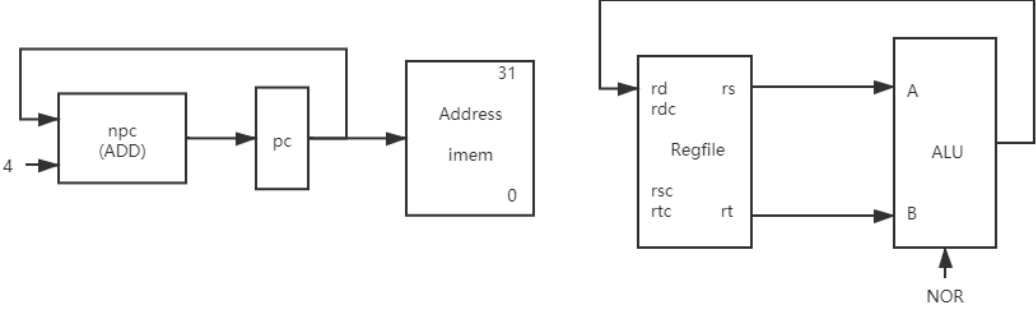 4
npc
(ADD)
pc
31
Address
imem
0
rd
rs
rdc
Regfile
rsc
rtc
rt
A
ALU
B
NOR